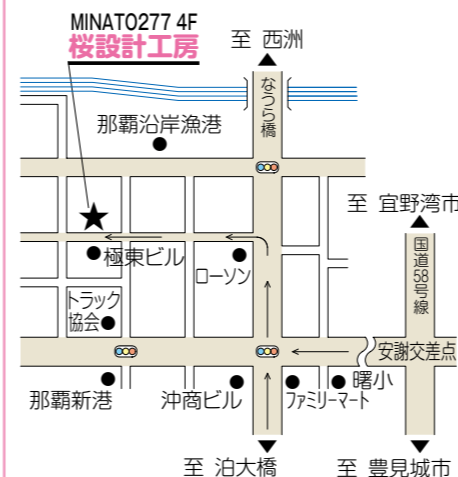 MINATO277 4F
桜設計工房
至 西洲
なうら橋
那覇沿岸漁港
至 宜野湾市
国道58号線
極東ビル
ローソン
トラック
協会
安謝交差点
曙小
那覇新港
沖商ビル
ファミリーマート
至 泊大橋
至 豊見城市